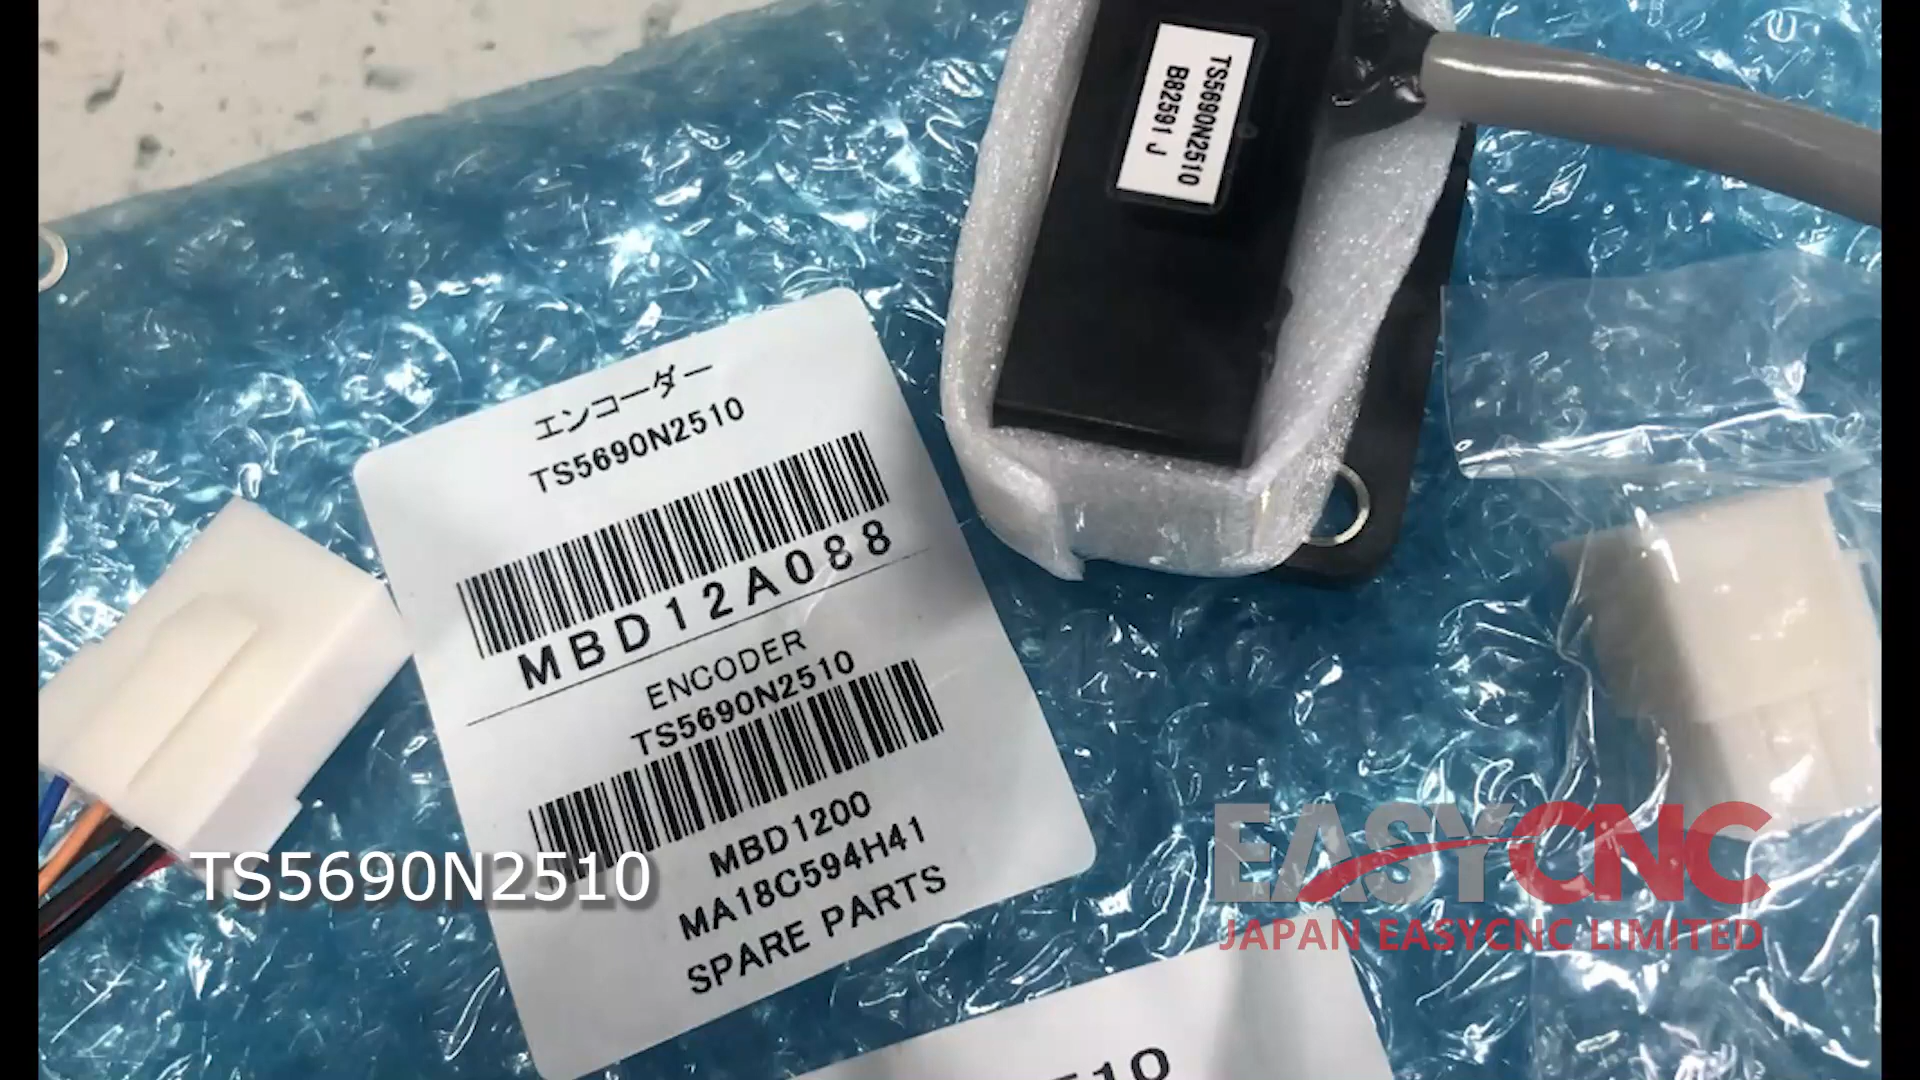 TS5690N2510
B82591 J
エンコーダー
TS5690N2510
MBD12A088
ENCODER
TS5690N2510
MBD1200
MA18C594H41
SPARE PARTS
TS5690N2510
EASYCNC
JAPAN EASYCNC LIMITED
510